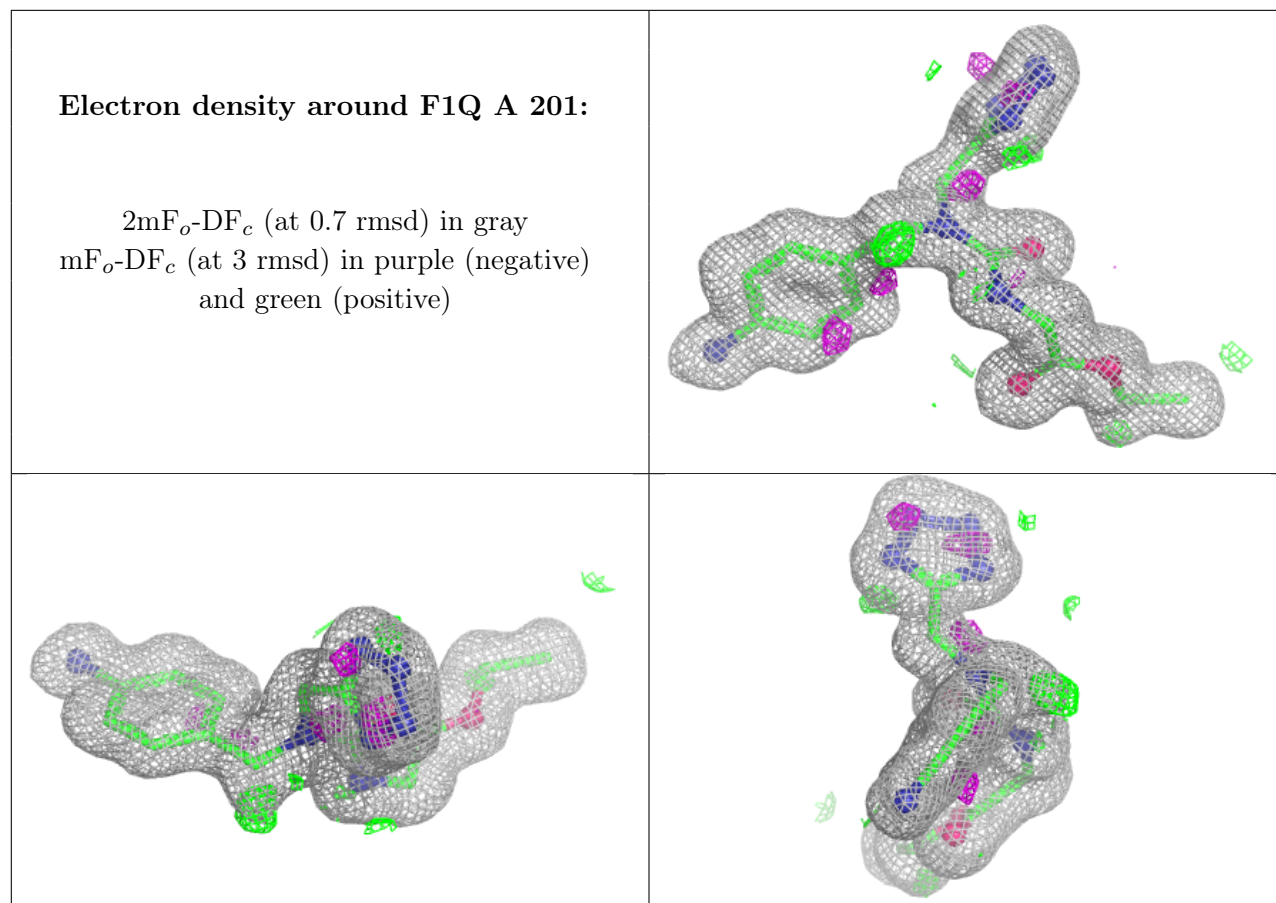 Electron density around F1Q A 201:
2mFo-DFc (at 0.7 rmsd) in gray
mFo-DFc (at 3 rmsd) in purple (negative)
and green (positive)